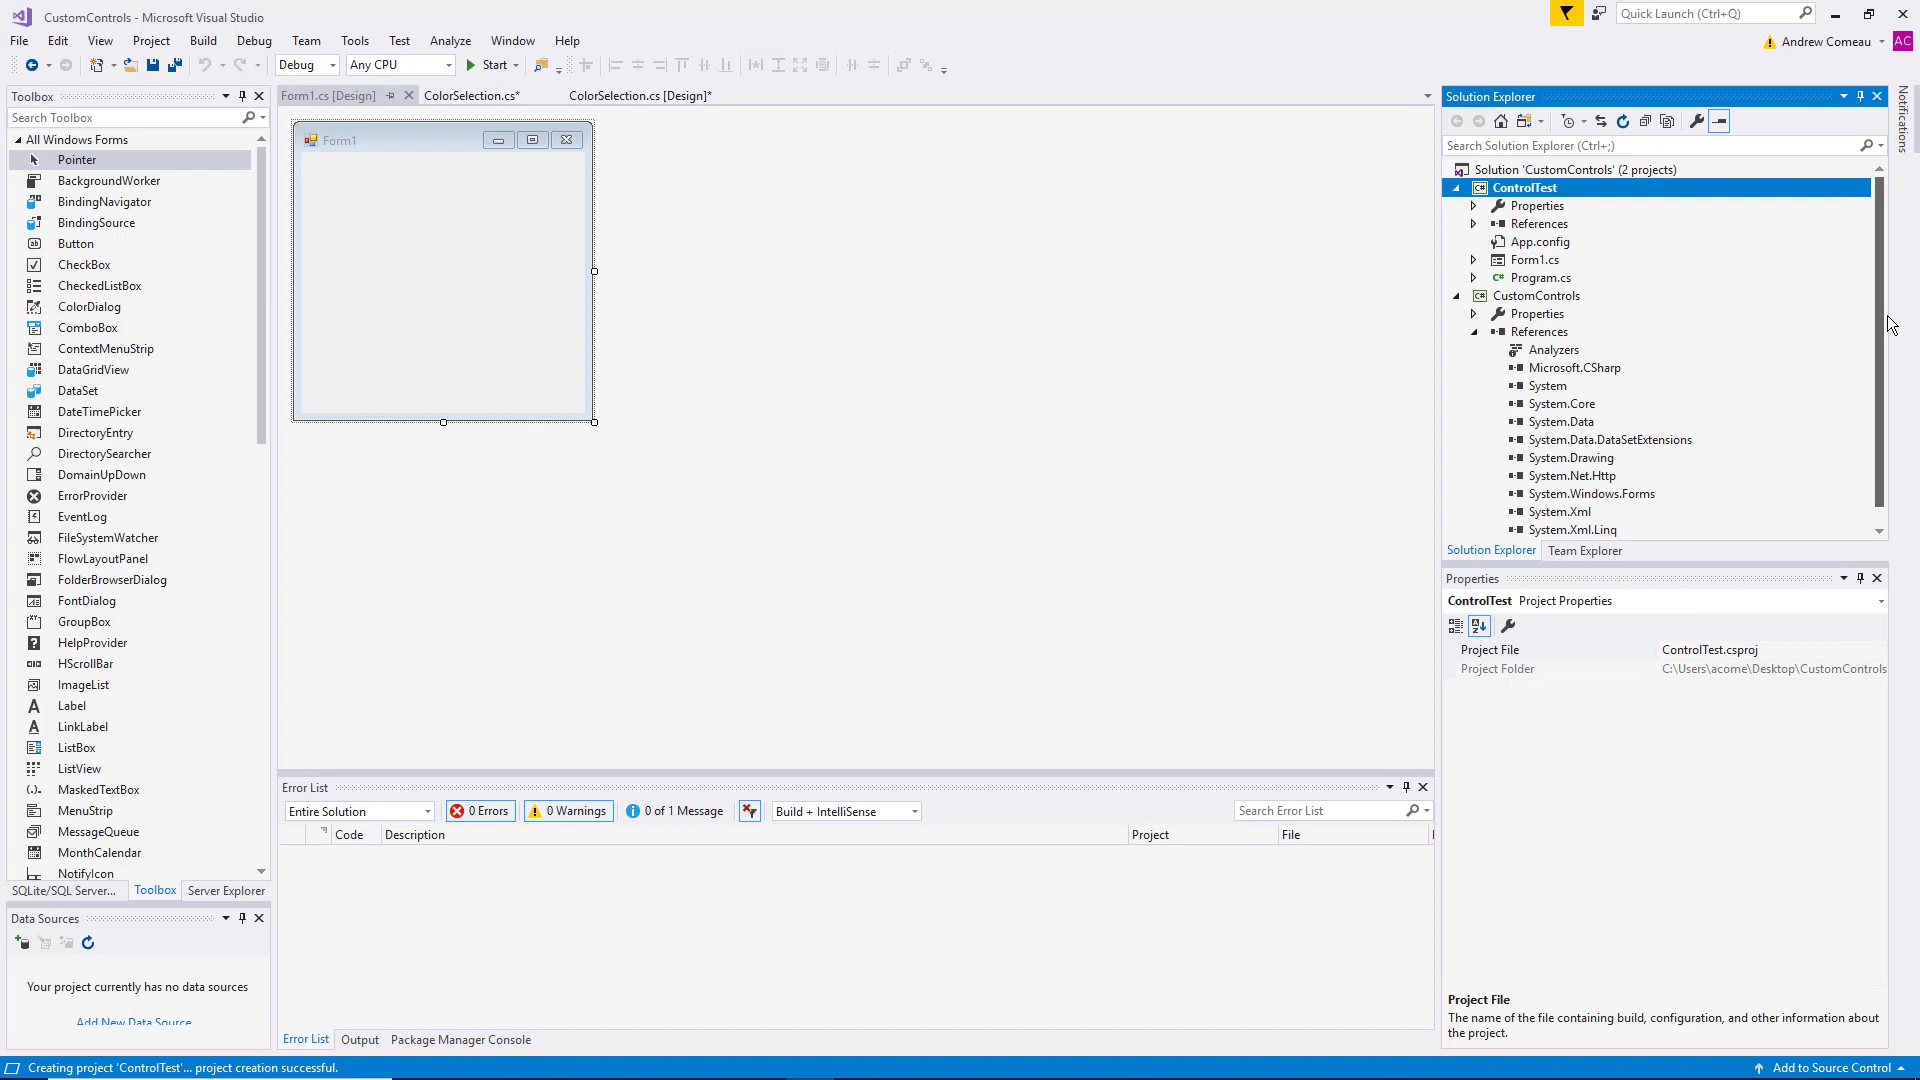 CustomControls - Microsoft Visual Studio
Quick Launch (Ctrl+Q)
File Edit View Project Build Debug Team Tools Test Analyze Window Help
Andrew Comeau AC
Debug Any CPU Start
Toolbox
Search Toolbox
All Windows Forms
Pointer
BackgroundWorker
BindingNavigator
BindingSource
Button
CheckBox
CheckedListBox
ColorDialog
ComboBox
ContextMenuStrip
DataGridView
DataSet
DateTimePicker
DirectoryEntry
DirectorySearcher
DomainUpDown
ErrorProvider
EventLog
FileSystemWatcher
FlowLayoutPanel
FolderBrowserDialog
FontDialog
GroupBox
HelpProvider
HScrollBar
ImageList
Label
LinkLabel
ListBox
ListView
MaskedTextBox
MenuStrip
MessageQueue
MonthCalendar
NotifyIcon
SQLite/SQL Server... Toolbox Server Explorer
Data Sources
Your project currently has no data sources
Add New Data Source
Form1.cs [Design] ColorSelection.cs* ColorSelection.cs [Design]*
Form1
Error List
Entire Solution 0 Errors 0 Warnings 0 of 1 Message Build + IntelliSense Search Error List
Code Description Project File
Error List Output Package Manager Console
Solution Explorer
Search Solution Explorer (Ctrl+;)
Solution 'CustomControls' (2 projects)
ControlTest
Properties
References
App.config
Form1.cs
Program.cs
CustomControls
Properties
References
Analyzers
Microsoft.CSharp
System
System.Core
System.Data
System.Data.DataSetExtensions
System.Drawing
System.Net.Http
System.Windows.Forms
System.Xml
System.Xml.Linq
Solution Explorer Team Explorer
Properties
ControlTest Project Properties
Project File ControlTest.csproj
Project Folder C:\Users\acome\Desktop\CustomControls
Project File
The name of the file containing build, configuration, and other information about
the project.
Notifications
Creating project 'ControlTest'... project creation successful.
Add to Source Control